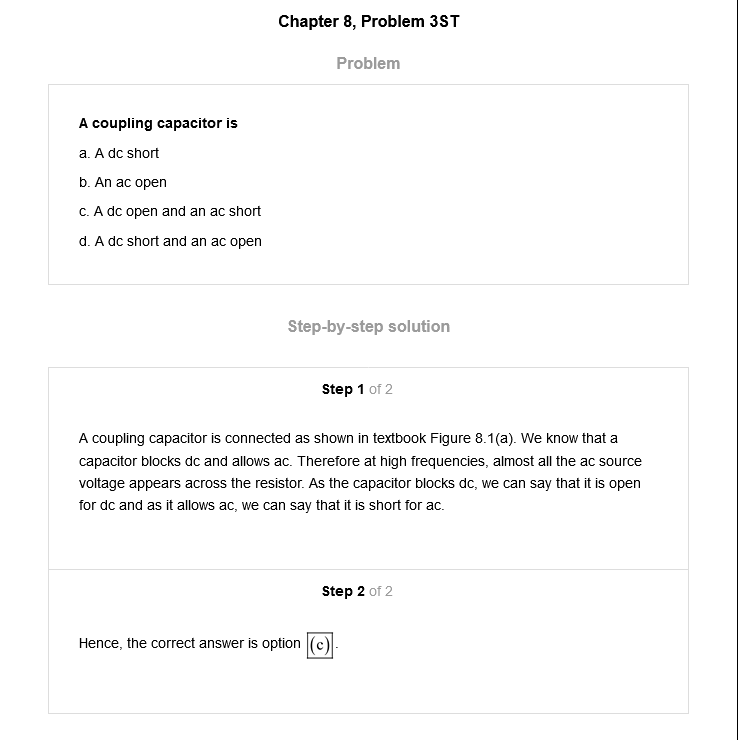 Chapter 8, Problem 3ST
Problem
A coupling capacitor is
a. A dc short
b. An ac open
c. A dc open and an ac short
d. A dc short and an ac open
Step-by-step solution
Step 1 of 2
A coupling capacitor is connected as shown in textbook Figure 8.1(a). We know that a
capacitor blocks dc and allows ac. Therefore at high frequencies, almost all the ac source
voltage appears across the resistor. As the capacitor blocks dc, we can say that it is open
for dc and as it allows ac, we can say that it is short for ac.
Step 2 of 2
Hence, the correct answer is option (c).